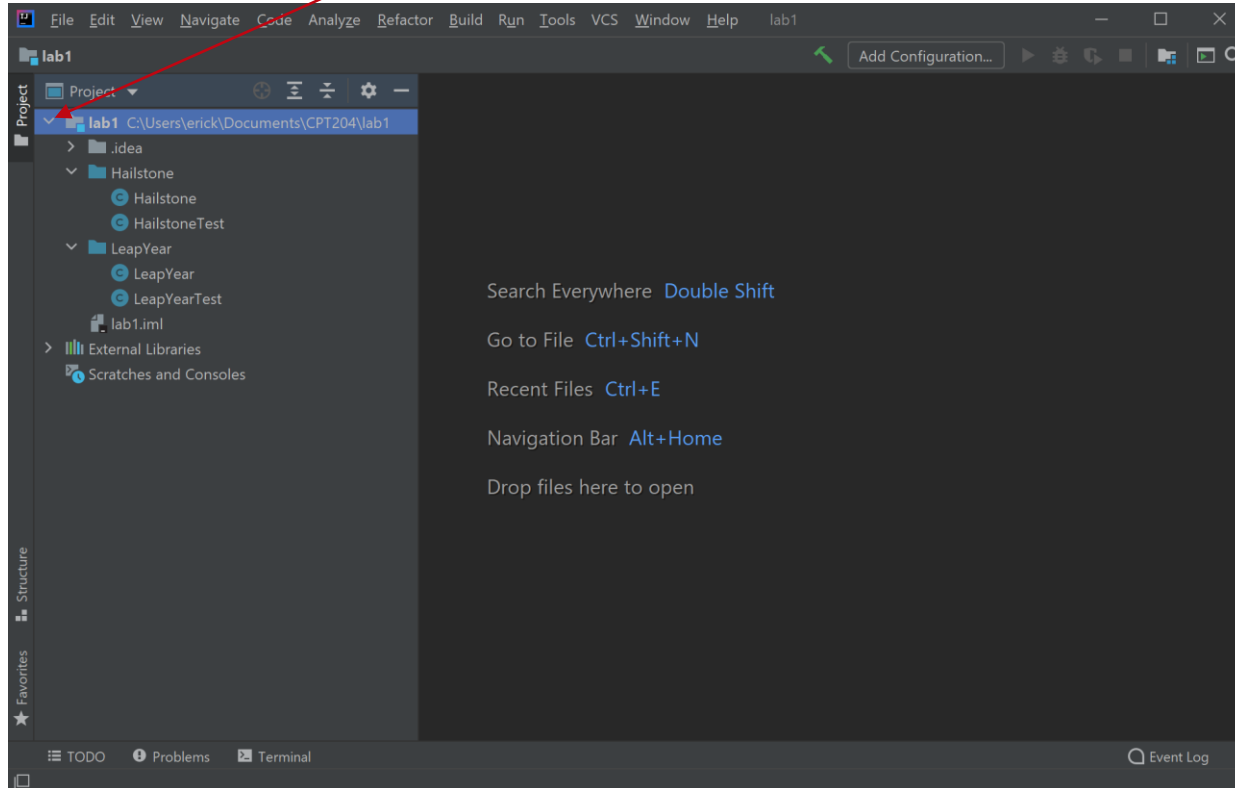 File Edit View Navigate Code Analyze Refactor Build Run Tools VCS Window Help lab1
lab1 Add Configuration...
Project
Project
lab1 C:\Users\erick\Documents\CPT204\lab1
.idea
Hailstone
Hailstone
HailstoneTest
LeapYear
LeapYear
LeapYearTest
lab1.iml
External Libraries
Scratches and Consoles
Search Everywhere Double Shift
Go to File Ctrl+Shift+N
Recent Files Ctrl+E
Navigation Bar Alt+Home
Drop files here to open
Structure
Favorites
TODO Problems Terminal Event Log